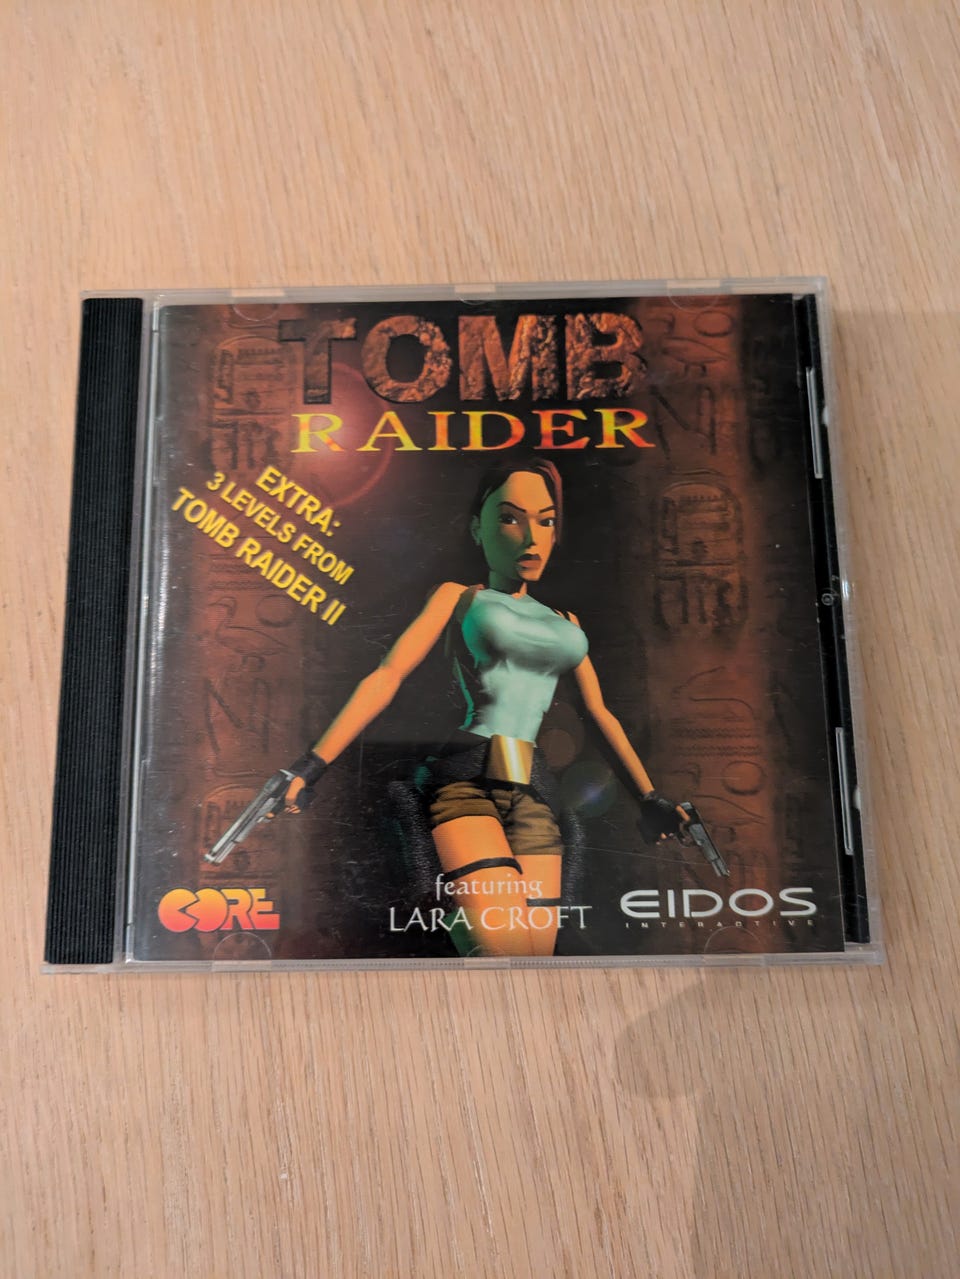 TOMB
RAIDER
EXTRA:
3 LEVELS FROM
TOMB RAIDER II
featuring
LARA CROFT
CORE
EIDOS
INTERACTIVE